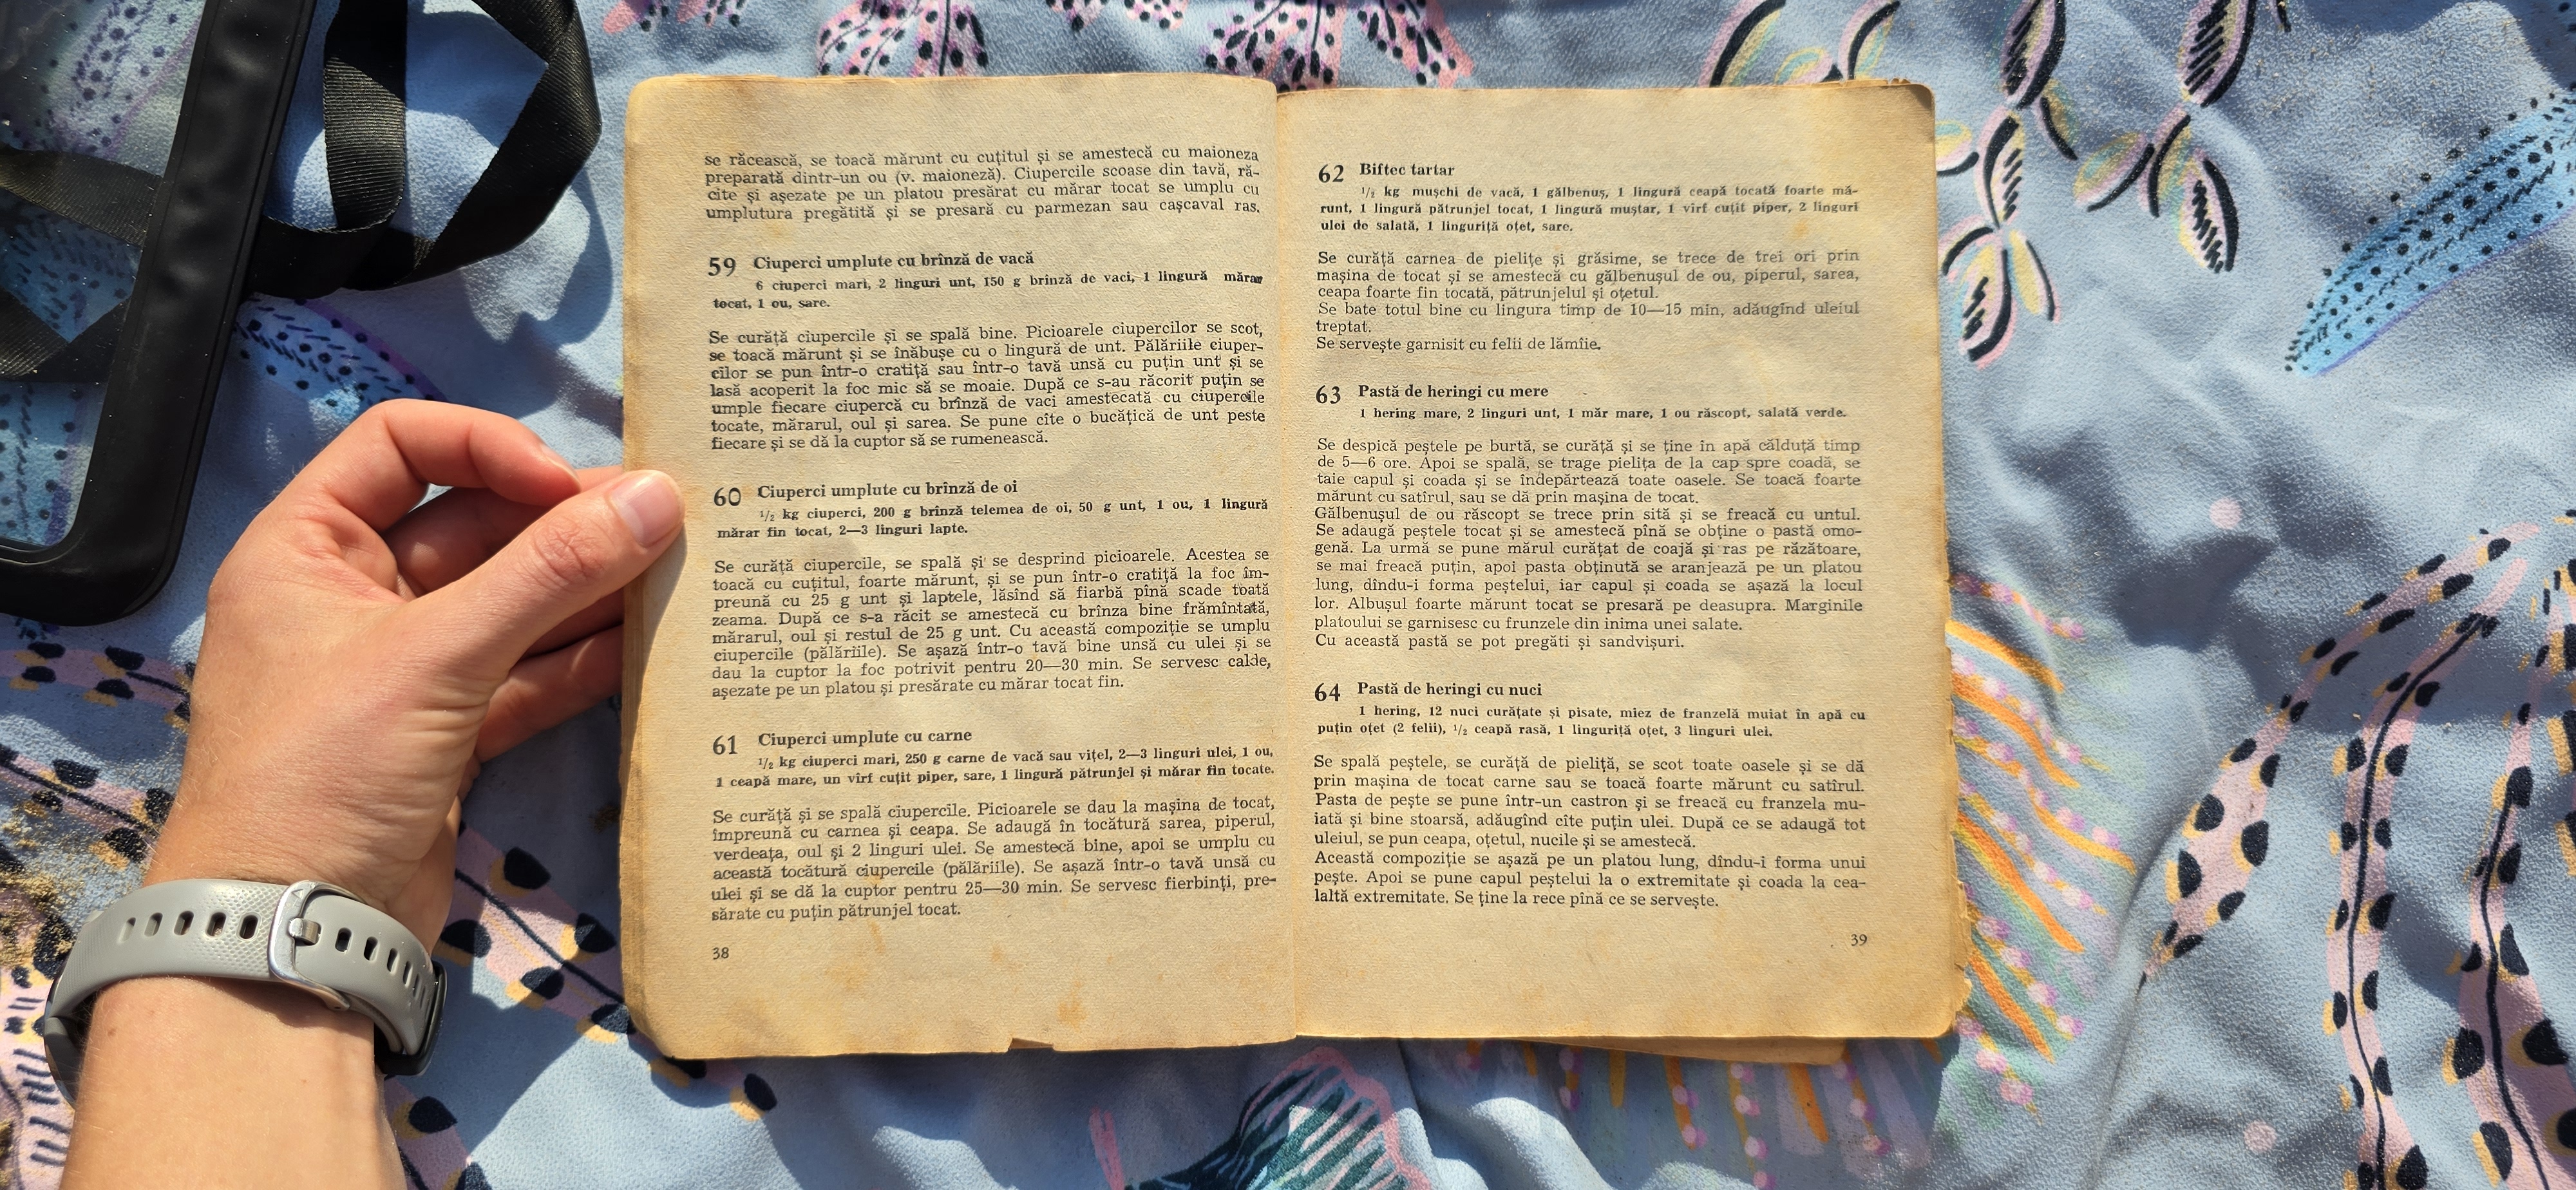 se răcească, se toacă mărunt cu cuțitul și se amestecă cu maioneza
preparată dintr-un ou (v. maioneză). Ciupercile scoase din tavă, ră-
cite și așezate pe un platou presărat cu mărar tocat se umplu cu
umplutura pregătită și se presară cu parmezan sau cașcaval ras.
59 Ciuperci umplute cu brînză de vacă
6 ciuperci mari, 2 linguri unt, 150 g brînză de vaci, 1 lingură mărar
tocat, 1 ou, sare.
Se curăță ciupercile și se spală bine. Picioarele ciupercilor se scot,
se toacă mărunt și se înăbușe cu o lingură de unt. Pălăriile ciuper-
cilor se pun într-o cratiță sau într-o tavă unsă cu puțin unt și se
lasă acoperit la foc mic să se moaie. După ce s-au răcorit puțin se
umple fiecare ciupercă cu brînză de vaci amestecată cu ciupercile
tocate, mărarul, oul și sarea. Se pune cîte o bucățică de unt peste
fiecare și se dă la cuptor să se rumenească.
60 Ciuperci umplute cu brînză de oi
1/2 kg ciuperci, 200 g brînză telemea de oi, 50 g unt, 1 ou, 1 lingură
mărar fin tocat, 2—3 linguri lapte.
Se curăță ciupercile, se spală și se desprind picioarele. Acestea se
toacă cu cuțitul, foarte mărunt, și se pun într-o cratiță la foc îm-
preună cu 25 g unt și laptele, lăsînd să fiarbă pînă scade toată
zeama. După ce s-a răcit se amestecă cu brînza bine frămîntată,
mărarul, oul și restul de 25 g unt. Cu această compoziție se umplu
ciupercile (pălăriile). Se așază într-o tavă bine unsă cu ulei și se
dau la cuptor la foc potrivit pentru 20—30 min. Se servesc calde,
așezate pe un platou și presărate cu mărar tocat fin.
61 Ciuperci umplute cu carne
1/2 kg ciuperci mari, 250 g carne de vacă sau vițel, 2—3 linguri ulei, 1 ou,
1 ceapă mare, un vîrf cuțit piper, sare, 1 lingură pătrunjel și mărar fin tocate.
Se curăță și se spală ciupercile. Picioarele se dau la mașina de tocat,
împreună cu carnea și ceapa. Se adaugă în tocătură sarea, piperul,
verdeața, oul și 2 linguri ulei. Se amestecă bine, apoi se umplu cu
această tocătură ciupercile (pălăriile). Se așază într-o tavă unsă cu
ulei și se dă la cuptor pentru 25—30 min. Se servesc fierbinți, pre-
sărate cu puțin pătrunjel tocat.
38
62 Biftec tartar
1/2 kg mușchi de vacă, 1 gălbenuș, 1 lingură ceapă tocată foarte mă-
runt, 1 lingură pătrunjel tocat, 1 lingură muștar, 1 vîrf cuțit piper, 2 linguri
ulei de salată, 1 linguriță oțet, sare.
Se curăță carnea de pielițe și grăsime, se trece de trei ori prin
mașina de tocat și se amestecă cu gălbenușul de ou, piperul, sarea,
ceapa foarte fin tocată, pătrunjelul și oțetul.
Se bate totul bine cu lingura timp de 10—15 min, adăugînd uleiul
treptat.
Se servește garnisit cu felii de lămîie.
63 Pastă de heringi cu mere
1 hering mare, 2 linguri unt, 1 măr mare, 1 ou răscopt, salată verde.
Se despică peștele pe burtă, se curăță și se ține în apă călduță timp
de 5—6 ore. Apoi se spală, se trage pielița de la cap spre coadă, se
taie capul și coada și se îndepărtează toate oasele. Se toacă foarte
mărunt cu satîrul, sau se dă prin mașina de tocat.
Gălbenușul de ou răscopt se trece prin sită și se freacă cu untul.
Se adaugă peștele tocat și se amestecă pînă se obține o pastă omo-
genă. La urmă se pune mărul curățat de coajă și ras pe răzătoare,
se mai freacă puțin, apoi pasta obținută se aranjează pe un platou
lung, dîndu-i forma peștelui, iar capul și coada se așază la locul
lor. Albușul foarte mărunt tocat se presară pe deasupra. Marginile
platoului se garnisesc cu frunzele din inima unei salate.
Cu această pastă se pot pregăti și sandvișuri.
64 Pastă de heringi cu nuci
1 hering, 12 nuci curățate și pisate, miez de franzelă muiat în apă cu
puțin oțet (2 felii), 1/2 ceapă rasă, 1 linguriță oțet, 3 linguri ulei.
Se spală peștele, se curăță de pieliță, se scot toate oasele și se dă
prin mașina de tocat carne sau se toacă foarte mărunt cu satîrul.
Pasta de pește se pune într-un castron și se freacă cu franzela mu-
iată și bine stoarsă, adăugînd cîte puțin ulei. După ce se adaugă tot
uleiul, se pun ceapa, oțetul, nucile și se amestecă.
Această compoziție se așază pe un platou lung, dîndu-i forma unui
pește. Apoi se pune capul peștelui la o extremitate și coada la cea-
laltă extremitate. Se ține la rece pînă ce se servește.
39